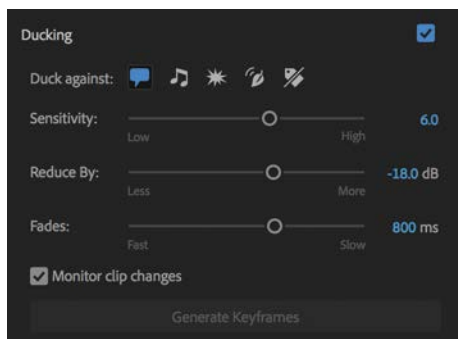 Ducking
Duck against:
Sensitivity: 6.0
Low High
Reduce By: -18.0 dB
Less More
Fades: 800 ms
Fast Slow
Monitor clip changes
Generate Keyframes